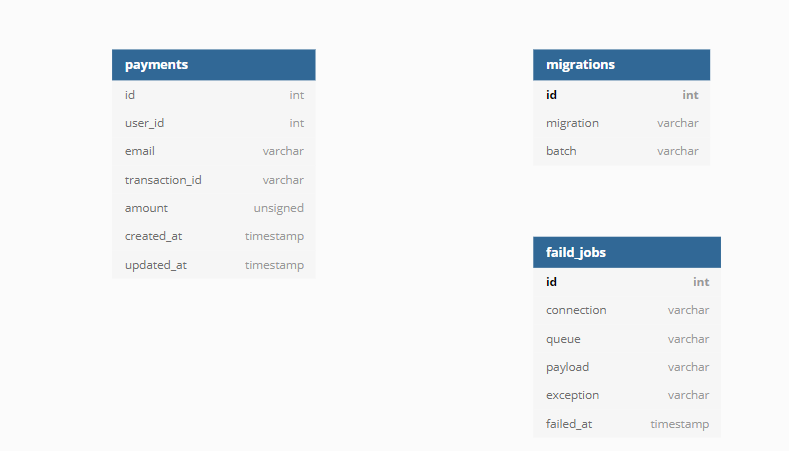 payments
id int
user_id int
email varchar
transaction_id varchar
amount unsigned
created_at timestamp
updated_at timestamp
migrations
id int
migration varchar
batch varchar
faild_jobs
id int
connection varchar
queue varchar
payload varchar
exception varchar
failed_at timestamp